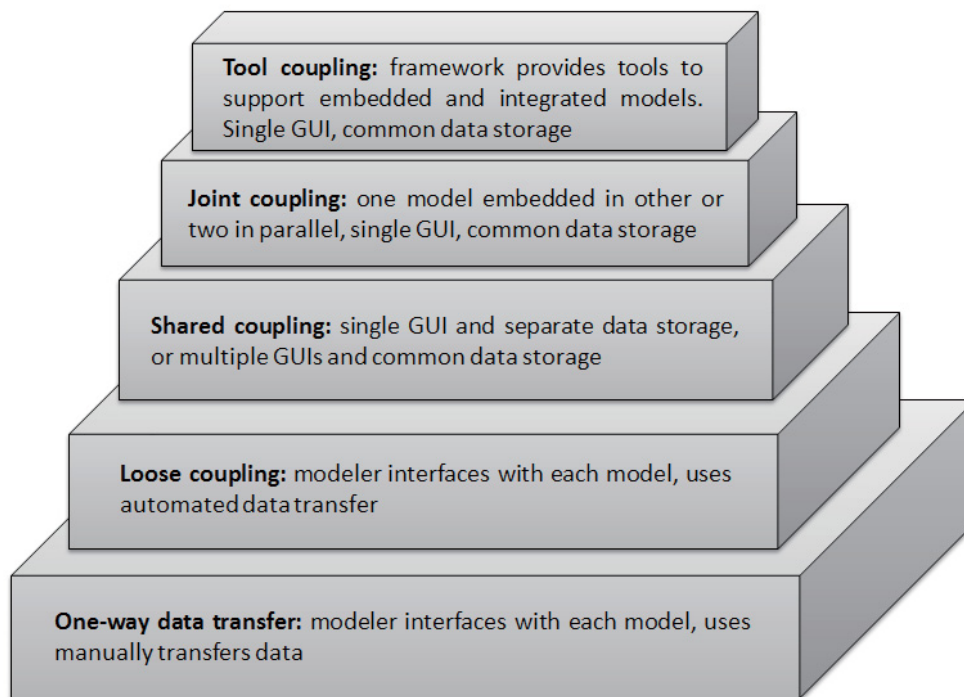 Tool coupling: framework provides tools to
support embedded and integrated models.
Single GUI, common data storage
Joint coupling: one model embedded in other or
two in parallel, single GUI, common data storage
Shared coupling: single GUI and separate data storage,
or multiple GUIs and common data storage
Loose coupling: modeler interfaces with each model, uses
automated data transfer
One-way data transfer: modeler interfaces with each model, uses
manually transfers data